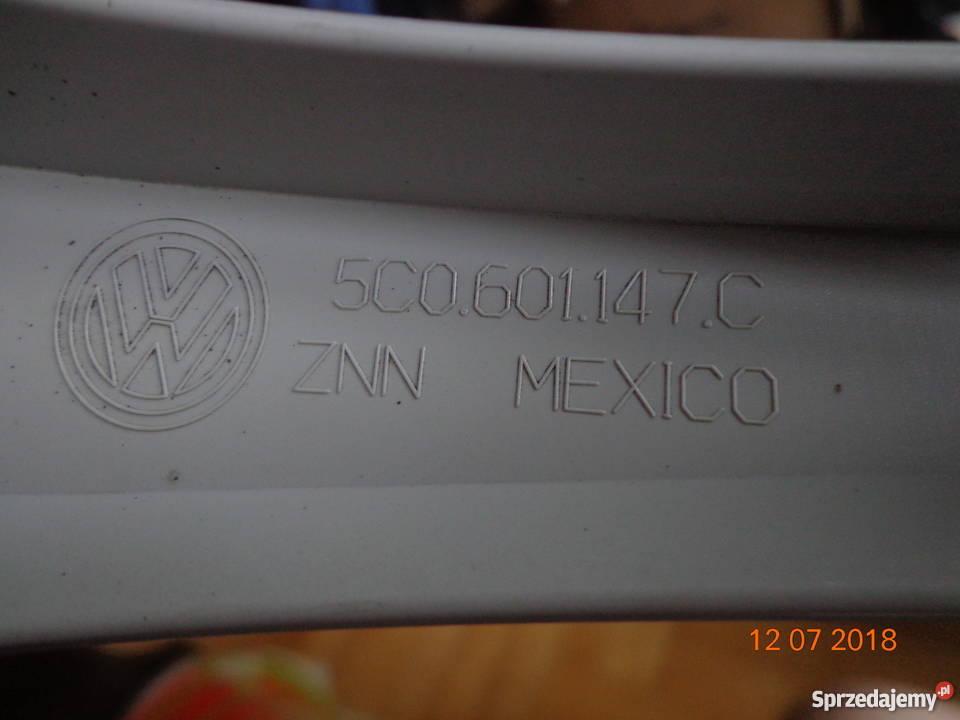 5C0.601.147.C
ZNN MEXICO
12 07 2018
Sprzedajemy.pl